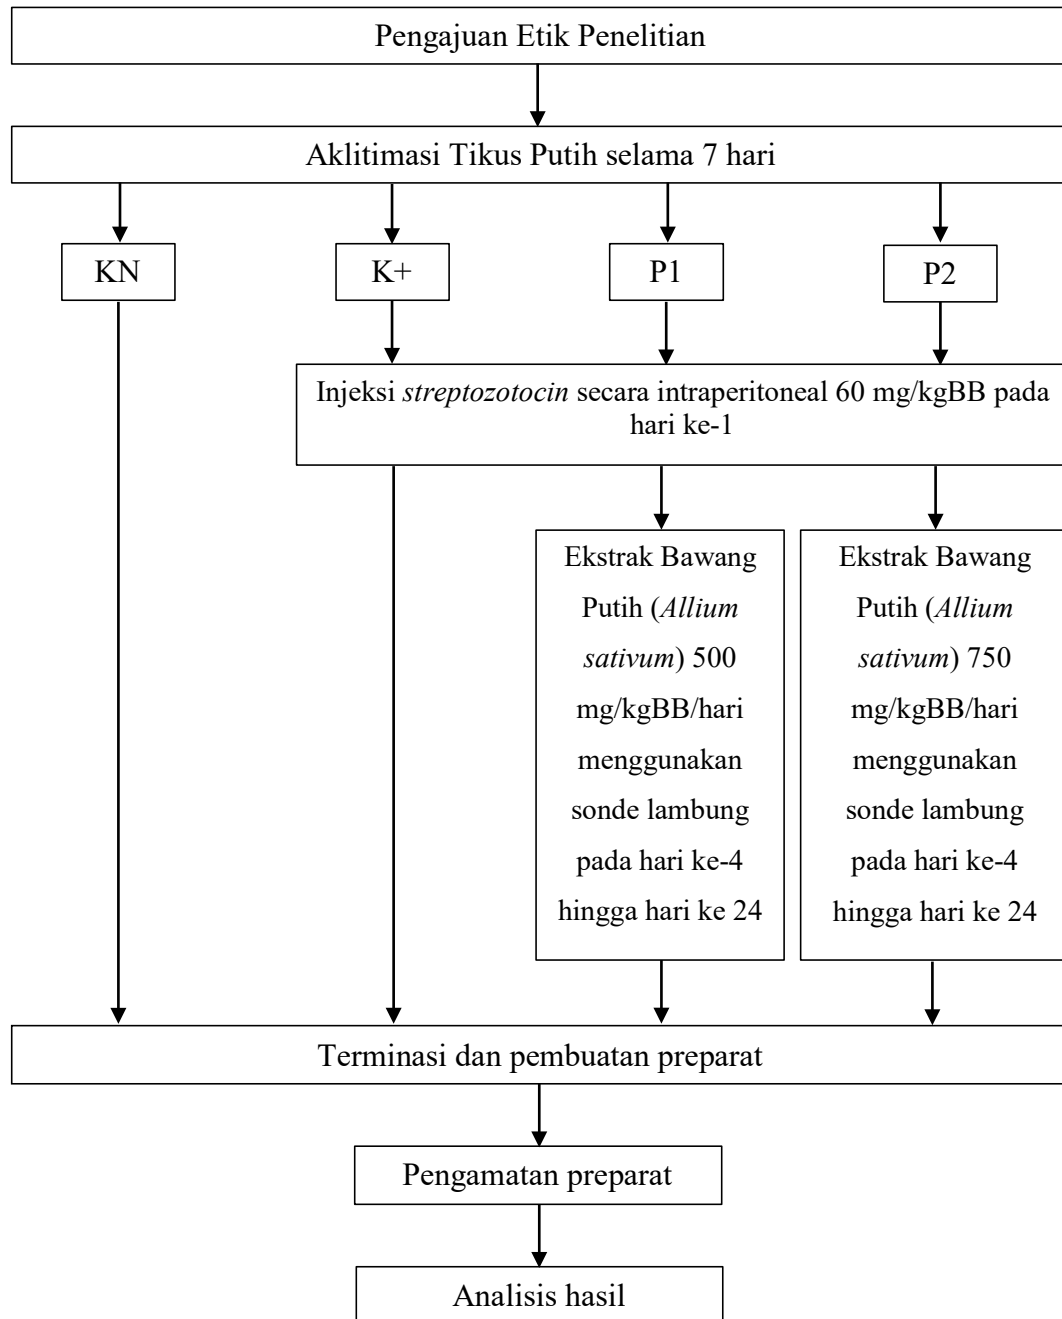 Pengajuan Etik Penelitian
Aklitimasi Tikus Putih selama 7 hari
KN
K+
P1
P2
Injeksi streptozotocin secara intraperitoneal 60 mg/kgBB pada
hari ke-1
Ekstrak Bawang
Putih (Allium
sativum) 500
mg/kgBB/hari
menggunakan
sonde lambung
pada hari ke-4
hingga hari ke 24
Ekstrak Bawang
Putih (Allium
sativum) 750
mg/kgBB/hari
menggunakan
sonde lambung
pada hari ke-4
hingga hari ke 24
Terminasi dan pembuatan preparat
Pengamatan preparat
Analisis hasil